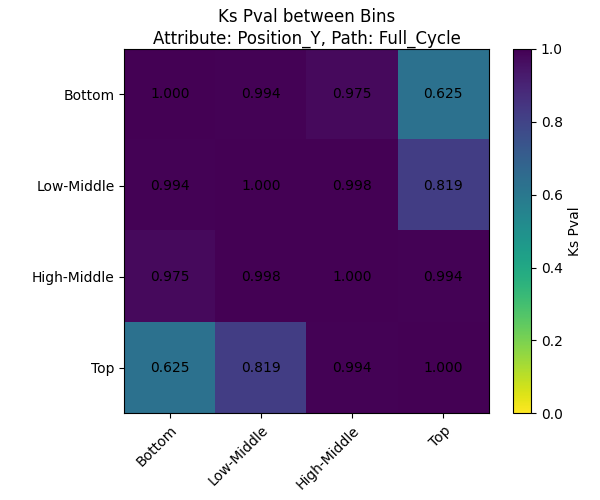 Ks Pval between Bins
Attribute: Position_Y, Path: Full_Cycle
Bottom 1.000 0.994 0.975 0.625
Low-Middle 0.994 1.000 0.998 0.819
High-Middle 0.975 0.998 1.000 0.994
Top 0.625 0.819 0.994 1.000
Bottom Low-Middle High-Middle Top
1.0
0.8
0.6
0.4
0.2
0.0
Ks Pval